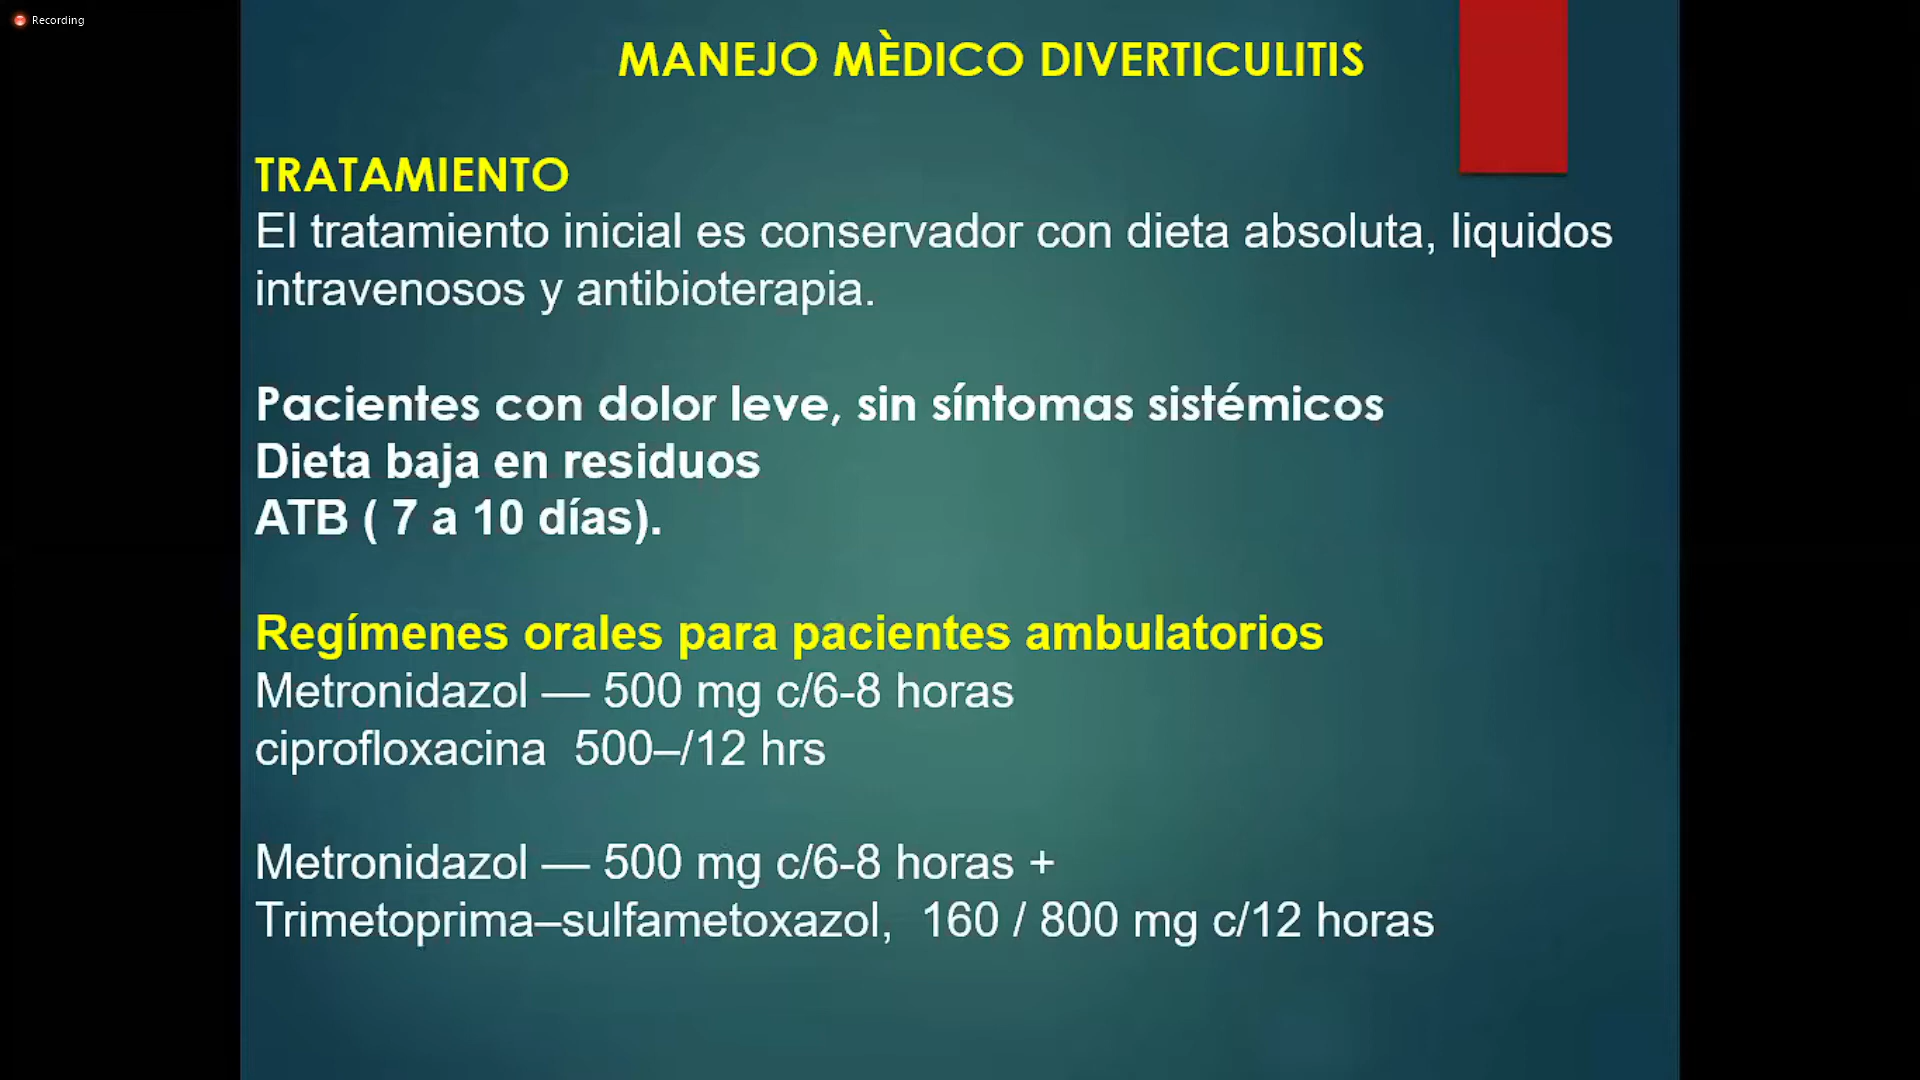 Recording
MANEJO MÈDICO DIVERTICULITIS
TRATAMIENTO
El tratamiento inicial es conservador con dieta absoluta, liquidos
intravenosos y antibioterapia.
Pacientes con dolor leve, sin síntomas sistémicos
Dieta baja en residuos
ATB ( 7 a 10 días).
Regímenes orales para pacientes ambulatorios
Metronidazol — 500 mg c/6-8 horas
ciprofloxacina  500–/12 hrs
Metronidazol — 500 mg c/6-8 horas +
Trimetoprima–sulfametoxazol,  160 / 800 mg c/12 horas